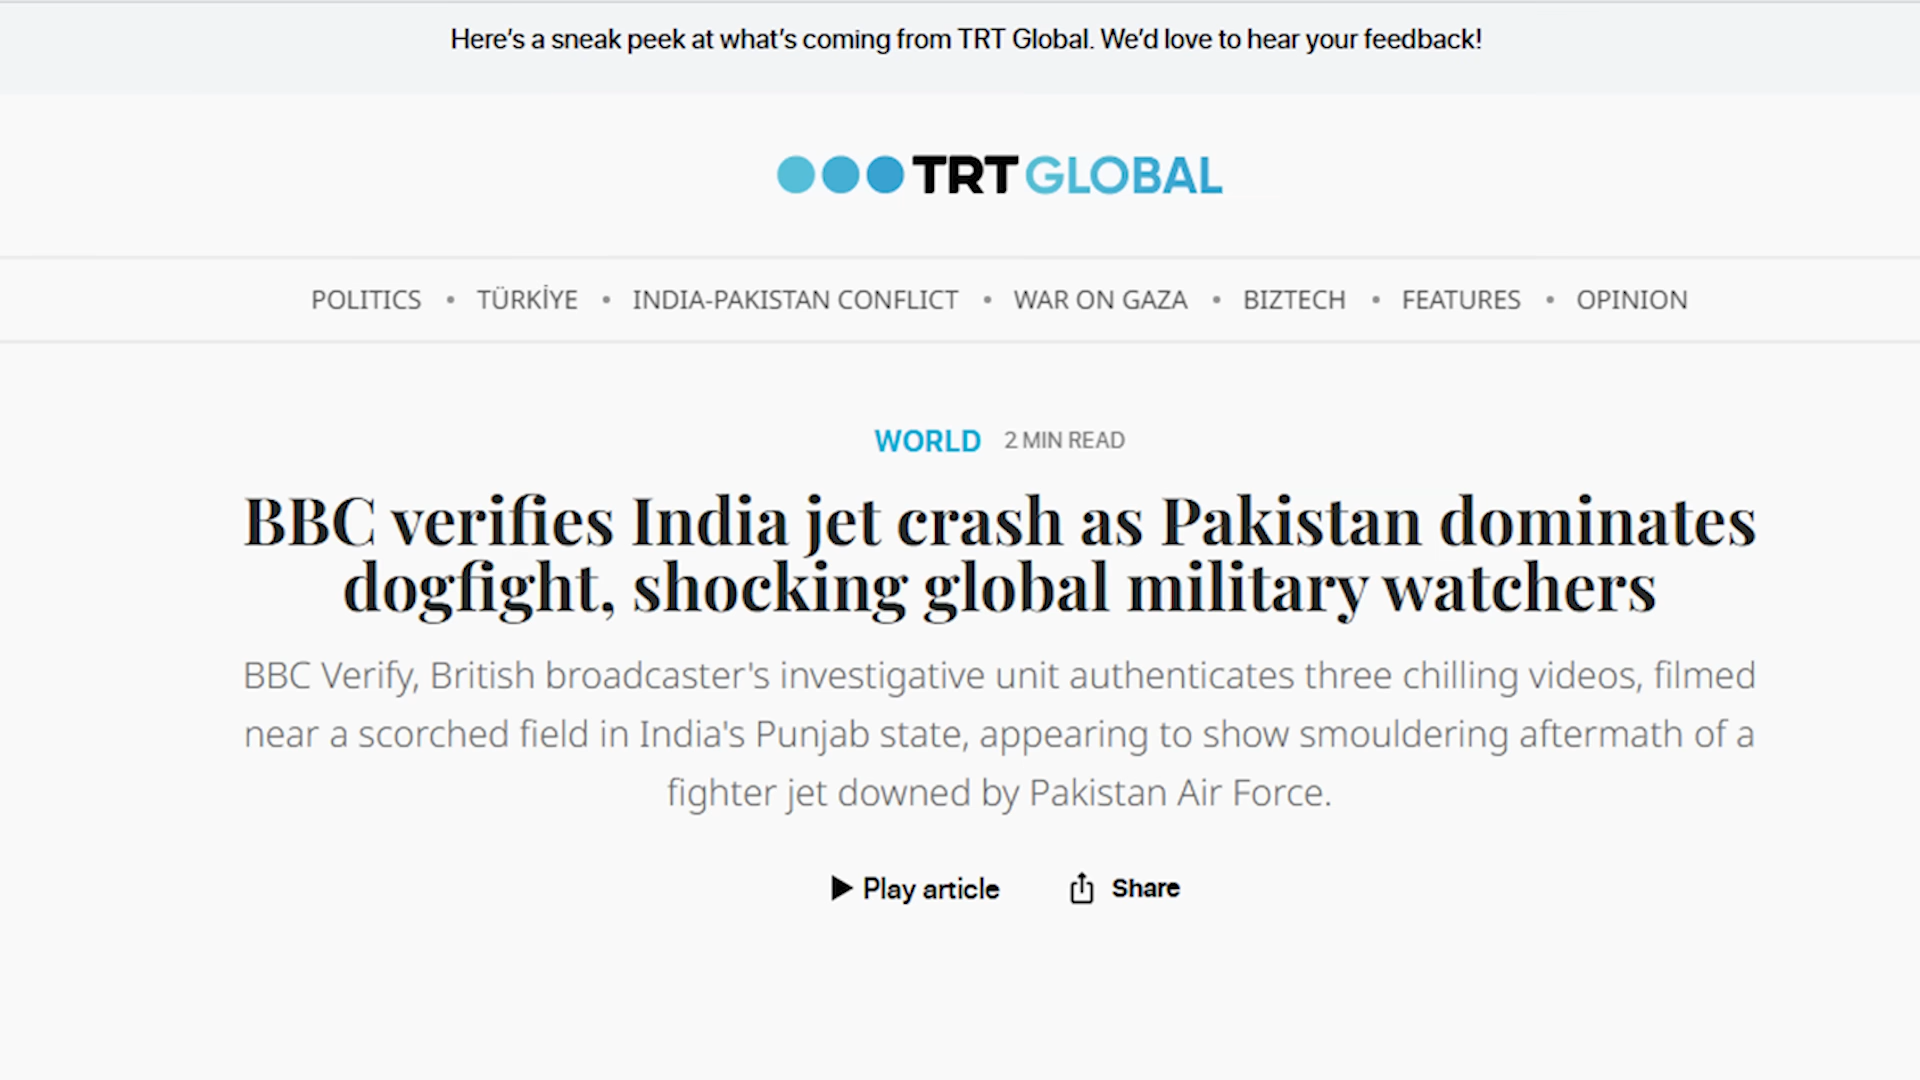 Here's a sneak peek at what's coming from TRT Global. We'd love to hear your feedback!
TRT GLOBAL
POLITICS • TÜRKİYE • INDIA-PAKISTAN CONFLICT • WAR ON GAZA • BIZTECH • FEATURES • OPINION
WORLD 2 MIN READ
BBC verifies India jet crash as Pakistan dominates
dogfight, shocking global military watchers
BBC Verify, British broadcaster's investigative unit authenticates three chilling videos, filmed
near a scorched field in India's Punjab state, appearing to show smouldering aftermath of a
fighter jet downed by Pakistan Air Force.
Play article Share